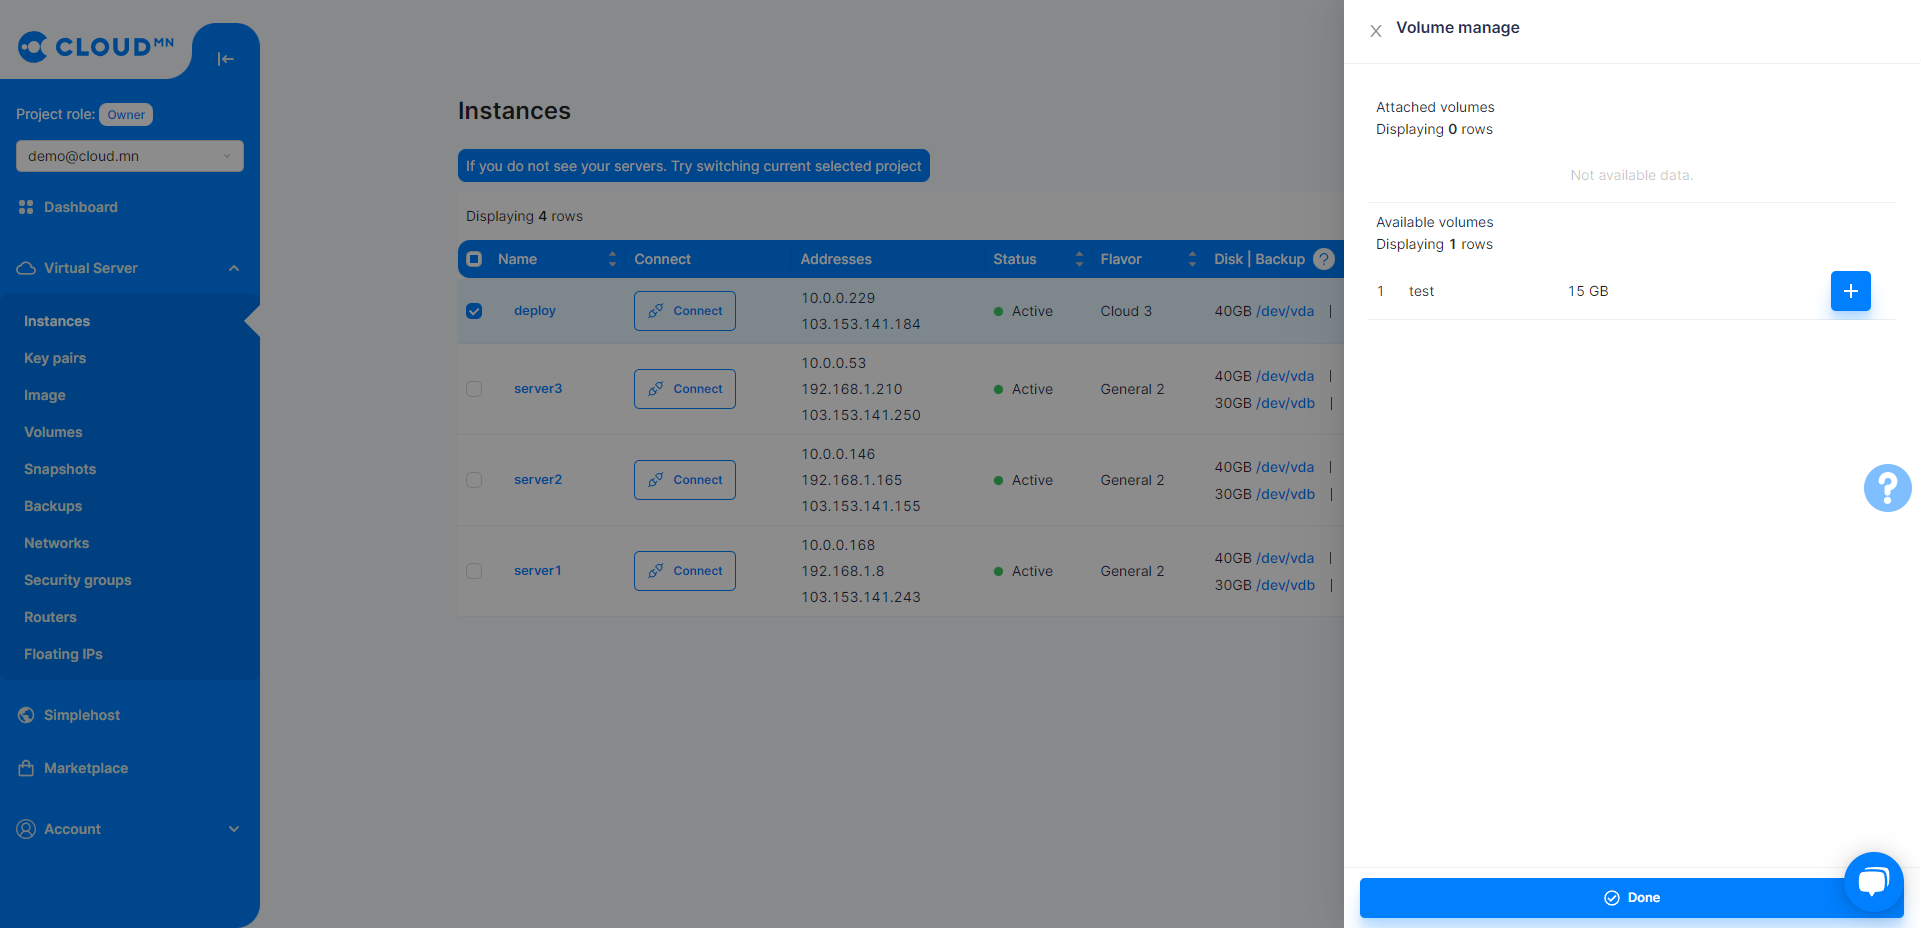 CLOUD MN
Project role: Owner
demo@cloud.mn
Dashboard
Virtual Server
Instances
Key pairs
Image
Volumes
Snapshots
Backups
Networks
Security groups
Routers
Floating IPs
Simplehost
Marketplace
Account
Instances
If you do not see your servers. Try switching current selected project
Displaying 4 rows
Name Connect Addresses Status Flavor Disk | Backup ?
deploy Connect 10.0.0.229 Active Cloud 3 40GB /dev/vda |
103.153.141.184
10.0.0.53
40GB /dev/vda |
server3 Connect 192.168.1.210 Active General 2
30GB /dev/vdb |
103.153.141.250
10.0.0.146
40GB /dev/vda |
server2 Connect 192.168.1.165 Active General 2
30GB /dev/vdb |
103.153.141.155
10.0.0.168
40GB /dev/vda |
server1 Connect 192.168.1.8 Active General 2
30GB /dev/vdb |
103.153.141.243
Volume manage
Attached volumes
Displaying 0 rows
Not available data.
Available volumes
Displaying 1 rows
1 test 15 GB +
?
Done